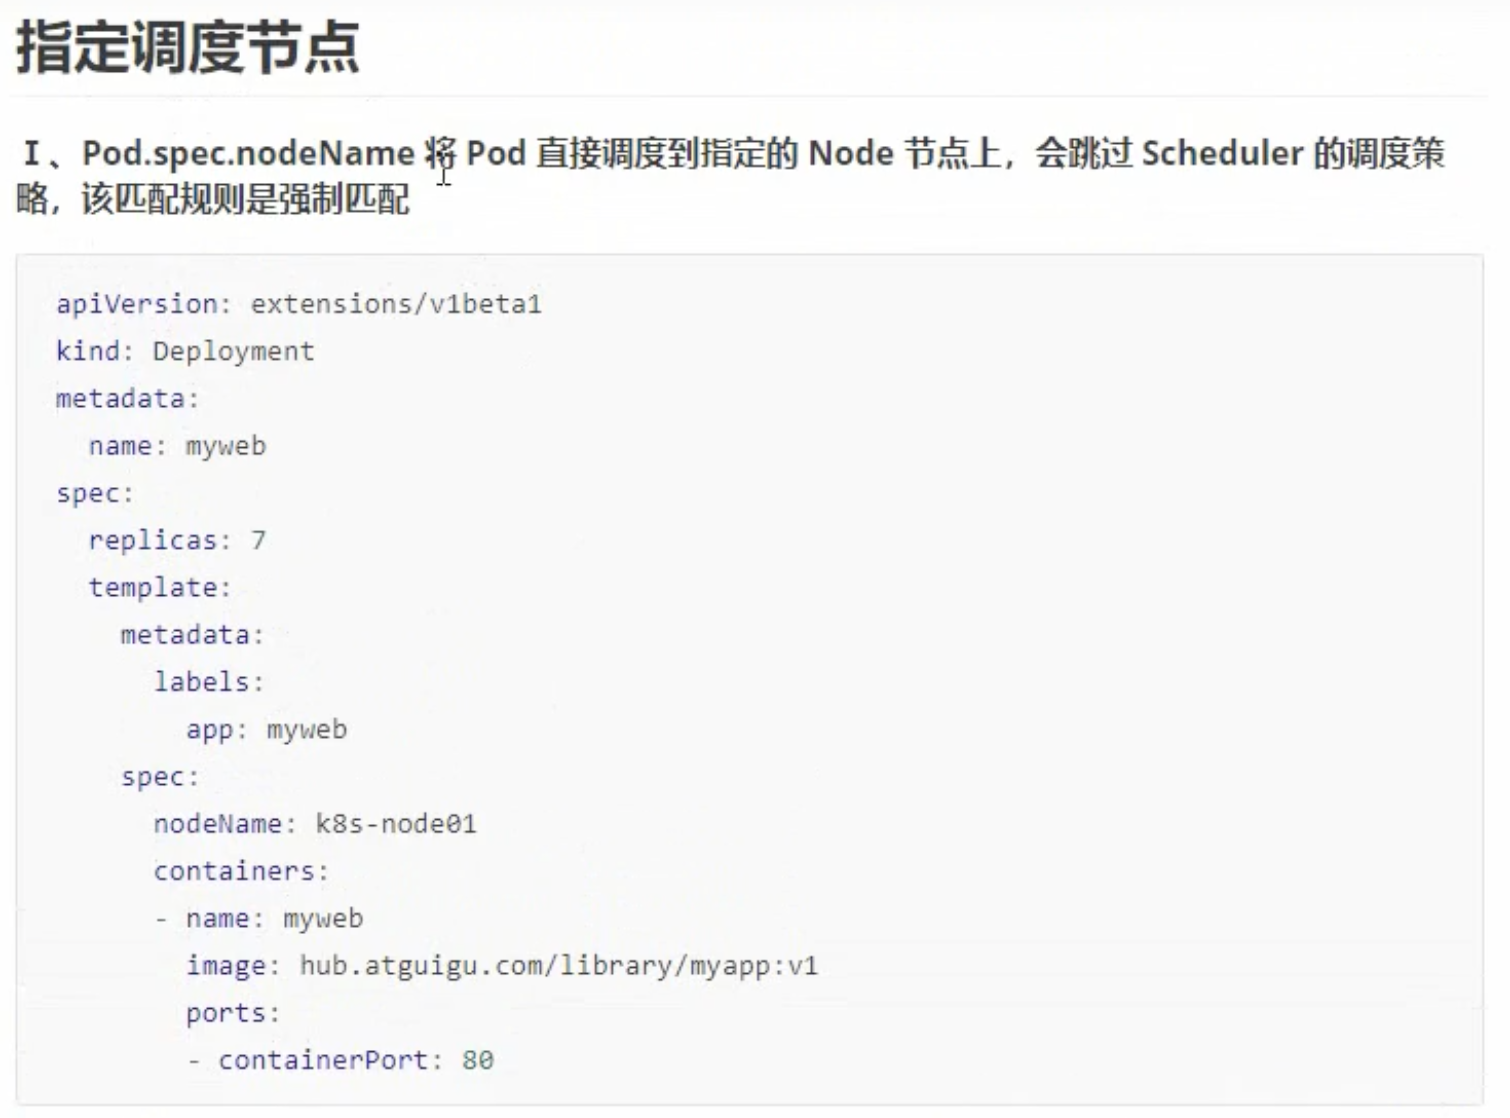 指定调度节点
Ⅰ、Pod.spec.nodeName 将 Pod 直接调度到指定的 Node 节点上，会跳过 Scheduler 的调度策
略，该匹配规则是强制匹配
apiVersion: extensions/v1beta1
kind: Deployment
metadata:
  name: myweb
spec:
  replicas: 7
  template:
    metadata:
      labels:
        app: myweb
    spec:
      nodeName: k8s-node01
      containers:
      - name: myweb
        image: hub.atguigu.com/library/myapp:v1
        ports:
        - containerPort: 80